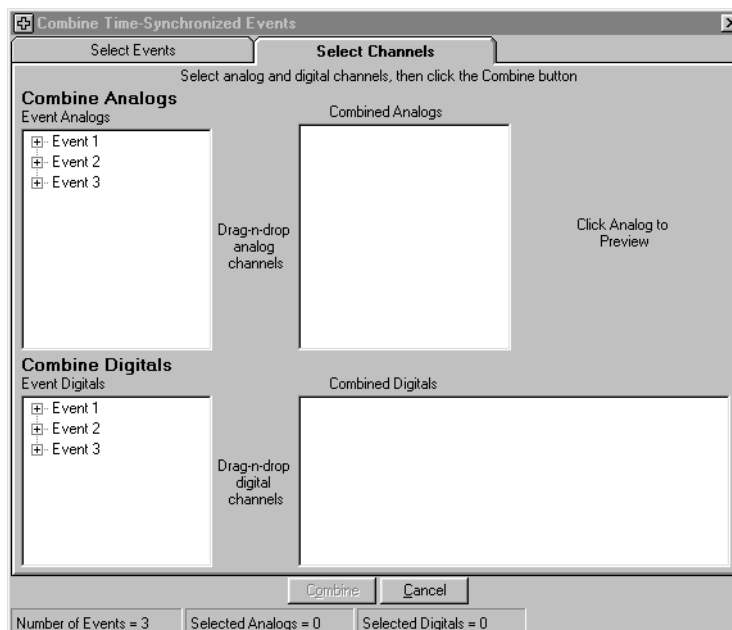 Combine Time-Synchronized Events
Select Events
Select Channels
Select analog and digital channels, then click the Combine button
Combine Analogs
Event Analogs
Combined Analogs
Event 1
Event 2
Event 3
Drag-n-drop
analog
channels
Click Analog to
Preview
Combine Digitals
Event Digitals
Combined Digitals
Event 1
Event 2
Event 3
Drag-n-drop
digital
channels
Combine
Cancel
Number of Events = 3
Selected Analogs = 0
Selected Digitals = 0